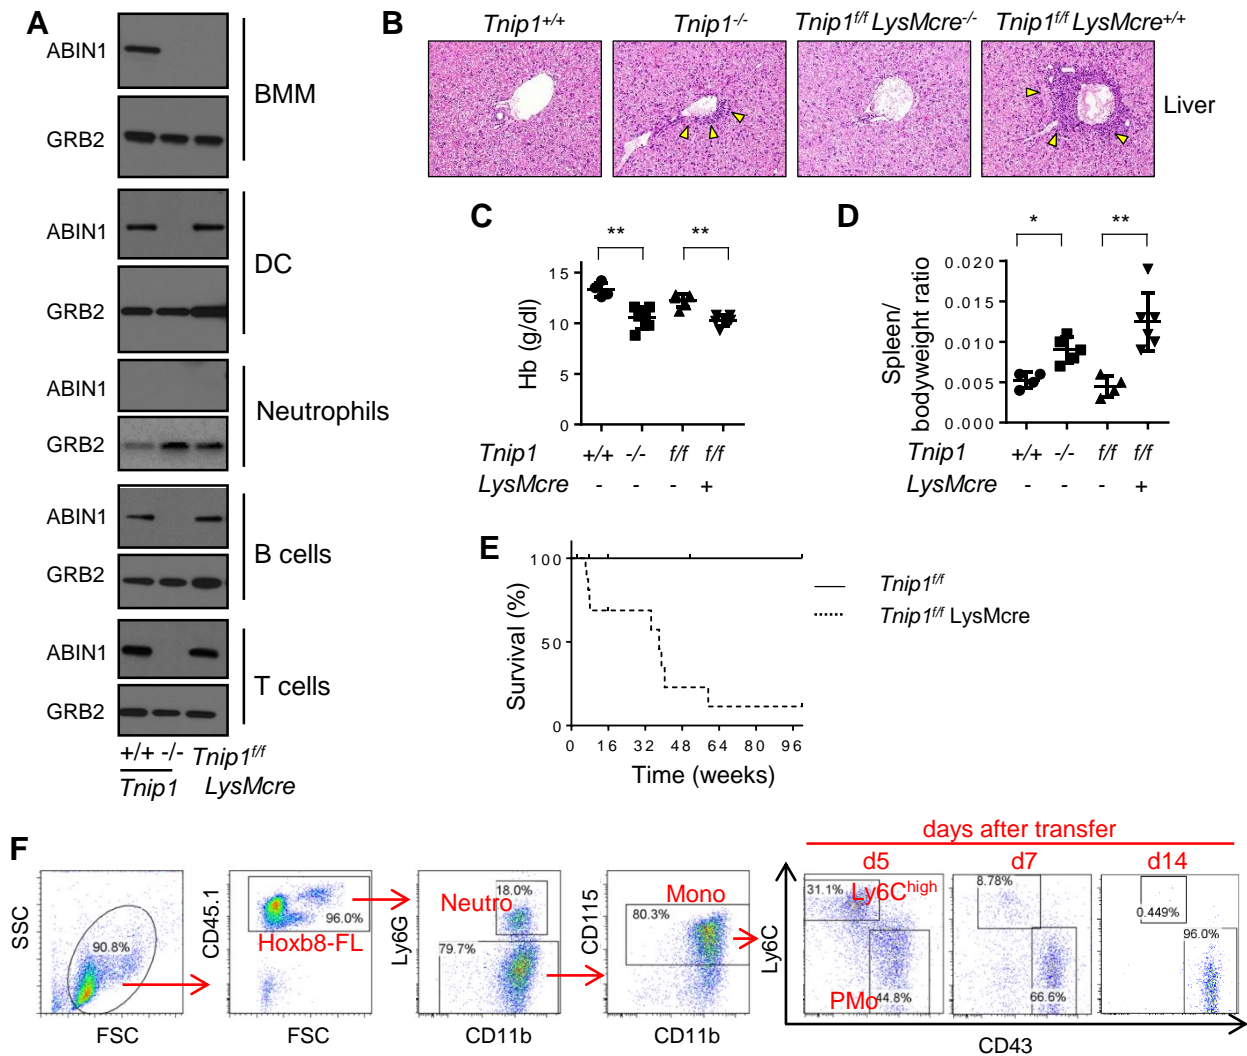 A
ABIN1
GRB2
BMM
ABIN1
GRB2
DC
ABIN1
GRB2
Neutrophils
ABIN1
GRB2
B cells
ABIN1
GRB2
T cells
+/+ -/- Tnip1f/f
Tnip1 LysMcre
B
Tnip1+/+ Tnip1-/- Tnip1f/f LysMcre-/- Tnip1f/f LysMcre+/+
Liver
C
** **
Hb (g/dl)
15
10
5
0
Tnip1 +/+ -/- f/f f/f
LysMcre - - - +
D
* **
Spleen/
bodyweight ratio
0.020
0.015
0.010
0.005
0.000
Tnip1 +/+ -/- f/f f/f
LysMcre - - - +
E
Survival (%)
100
50
0
0 16 32 48 64 80 96
Time (weeks)
Tnip1f/f
Tnip1f/f LysMcre
F
SSC
90.8%
FSC
CD45.1
96.0%
Hoxb8-FL
FSC
Ly6G
18.0%
Neutro
79.7%
CD11b
CD115
Mono
80.3%
CD11b
days after transfer
d5 d7 d14
Ly6C
31.1%
Ly6Chigh
PMo
44.8%
8.78%
66.6%
0.449%
96.0%
CD43